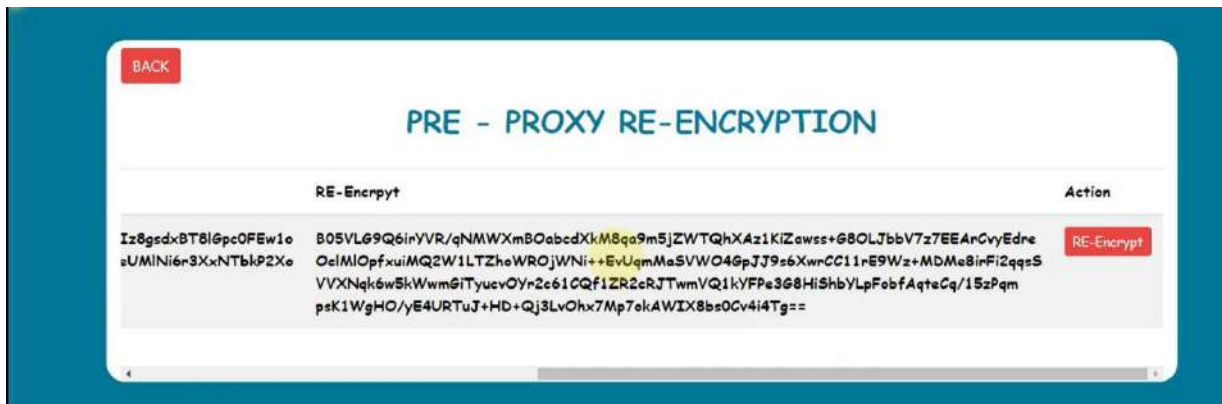 BACK
PRE - PROXY RE-ENCRYPTION
RE-Encrpyt
Action
Iz8gsdxBT8lGpc0FEw1o
eUMlNi6r3XxNTbkP2Xo
B05VLG9Q6irYVR/qNMWXmBOabcdXkM8qa9m5jZWTQhXAz1KiZawss+G8OLJbbV7z7EEArCvyEdre
OclMlOpfxuiMQ2W1LTZhoWROjWNi++EvUqmMaSVWO4GpJJ9s6XwrCC11rE9Wz+MDMe8irFi2qqsS
VVXNqk6w5kWwmGiTyucvOYr2c61CQf1ZR2cRJTwmVQ1kYFPe3G8HiShbYLpFobfAqteCq/15zPqm
psK1WgHO/yE4URTuJ+HD+Qj3LvOhx7Mp7okAWIX8bs0Cv4i4Tg==
RE-Encrypt